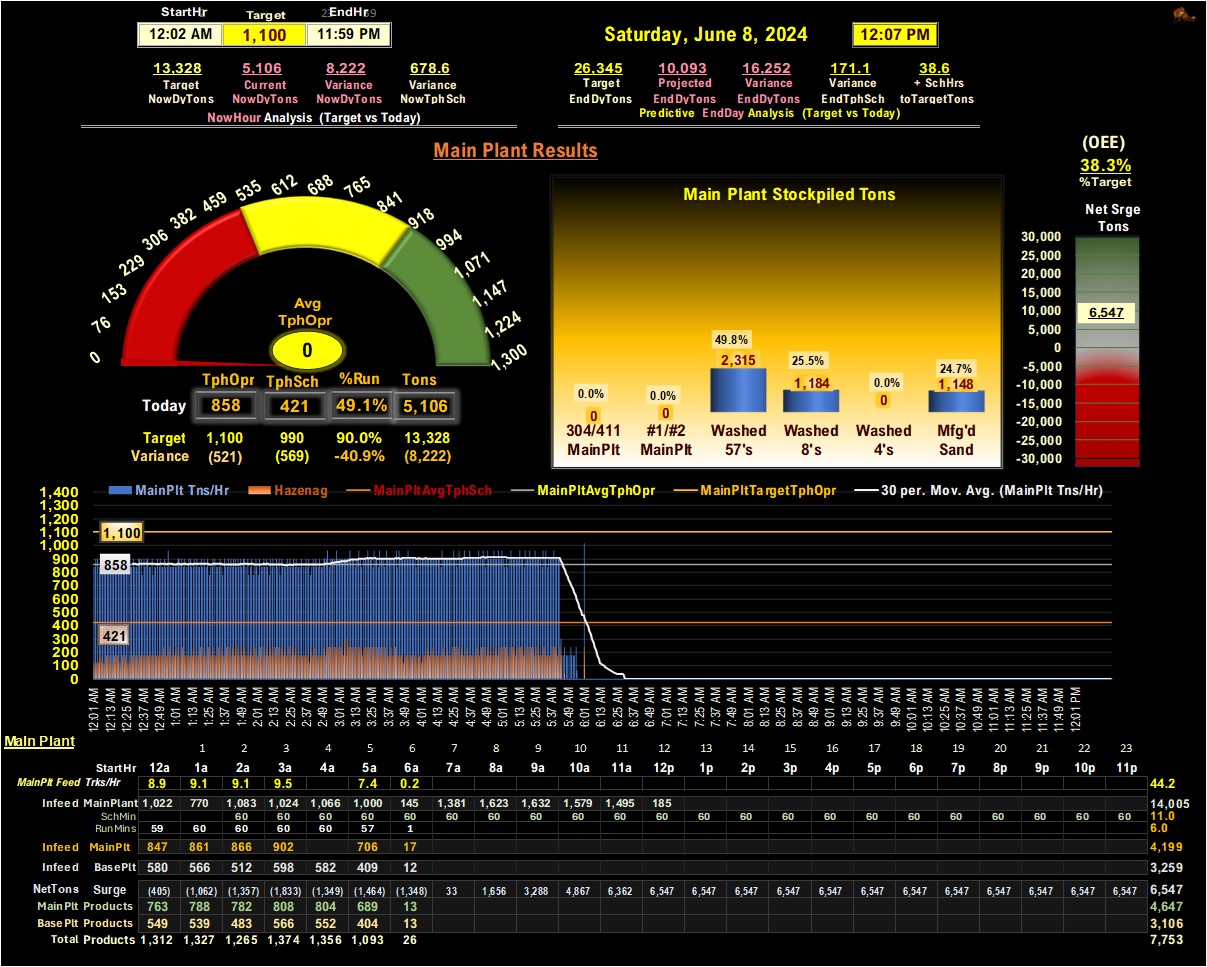 StartHr Target EndHr
12:02 AM 1,100 11:59 PM
Saturday, June 8, 2024 12:07 PM
13,328 5,106 8,222 678.6
Target Current Variance Variance
NowDyTons NowDyTons NowDyTons NowTphSch
NowHour Analysis (Target vs Today)
26,345 10,093 16,252 171.1 38.6
Target Projected Variance Variance + SchHrs
EndDyTons EndDyTons EndDyTons EndTphSch toTargetTons
Predictive EndDay Analysis (Target vs Today)
Main Plant Results
(OEE)
38.3%
%Target
0 76 153 229 306 382 459 535 612 688 765 841 918 994 1,071 1,147 1,224 1,300
Avg
TphOpr
0
TphOpr TphSch %Run Tons
Today 858 421 49.1% 5,106
Target 1,100 990 90.0% 13,328
Variance (521) (569) -40.9% (8,222)
Main Plant Stockpiled Tons
0.0% 0.0% 49.8% 25.5% 0.0% 24.7%
0 0 2,315 1,184 0 1,148
304/411 #1/#2 Washed Washed Washed Mfg'd
MainPlt MainPlt 57's 8's 4's Sand
Net Srge
Tons
30,000
25,000
20,000
15,000
10,000
6,547
5,000
0
-5,000
-10,000
-15,000
-20,000
-25,000
-30,000
MainPlt Tns/Hr Hazenag MainPltAvgTphSch MainPltAvgTphOpr MainPltTargetTphOpr 30 per. Mov. Avg. (MainPlt Tns/Hr)
1,400
1,300
1,200
1,100 1,100
1,000
900
858
800
700
600
500
400
421
300
200
100
0
12:01 AM 12:13 AM 12:25 AM 12:37 AM 12:49 AM 1:01 AM 1:13 AM 1:25 AM 1:37 AM 1:49 AM 2:01 AM 2:13 AM 2:25 AM 2:37 AM 2:49 AM 3:01 AM 3:13 AM 3:25 AM 3:37 AM 3:49 AM 4:01 AM 4:13 AM 4:25 AM 4:37 AM 4:49 AM 5:01 AM 5:13 AM 5:25 AM 5:37 AM 5:49 AM 6:01 AM 6:13 AM 6:25 AM 6:37 AM 6:49 AM 7:01 AM 7:13 AM 7:25 AM 7:37 AM 7:49 AM 8:01 AM 8:13 AM 8:25 AM 8:37 AM 8:49 AM 9:01 AM 9:13 AM 9:25 AM 9:37 AM 9:49 AM 10:01 AM 10:13 AM 10:25 AM 10:37 AM 10:49 AM 11:01 AM 11:13 AM 11:25 AM 11:37 AM 11:49 AM 12:01 PM
Main Plant
1 2 3 4 5 6 7 8 9 10 11 12 13 14 15 16 17 18 19 20 21 22 23
StartHr 12a 1a 2a 3a 4a 5a 6a 7a 8a 9a 10a 11a 12p 1p 2p 3p 4p 5p 6p 7p 8p 9p 10p 11p
MainPlt Feed Trks/Hr 8.9 9.1 9.1 9.5 7.4 0.2 44.2
Infeed MainPlant 1,022 770 1,083 1,024 1,066 1,000 145 1,381 1,623 1,632 1,579 1,495 185 14,005
SchMin 60 60 60 60 60 60 60 60 60 60 60 60 60 60 60 60 60 60 60 60 60 60 11.0
RunMins 59 60 60 60 60 57 1 6.0
Infeed MainPlt 847 861 866 902 706 17 4,199
Infeed BasePlt 580 566 512 598 582 409 12 3,259
NetTons Surge (405) (1,062) (1,357) (1,833) (1,349) (1,464) (1,348) 33 1,656 3,288 4,867 6,362 6,547 6,547 6,547 6,547 6,547 6,547 6,547 6,547 6,547 6,547 6,547 6,547 6,547
MainPlt Products 763 788 782 808 804 689 13 4,647
BasePlt Products 549 539 483 566 552 404 13 3,106
Total Products 1,312 1,327 1,265 1,374 1,356 1,093 26 7,753